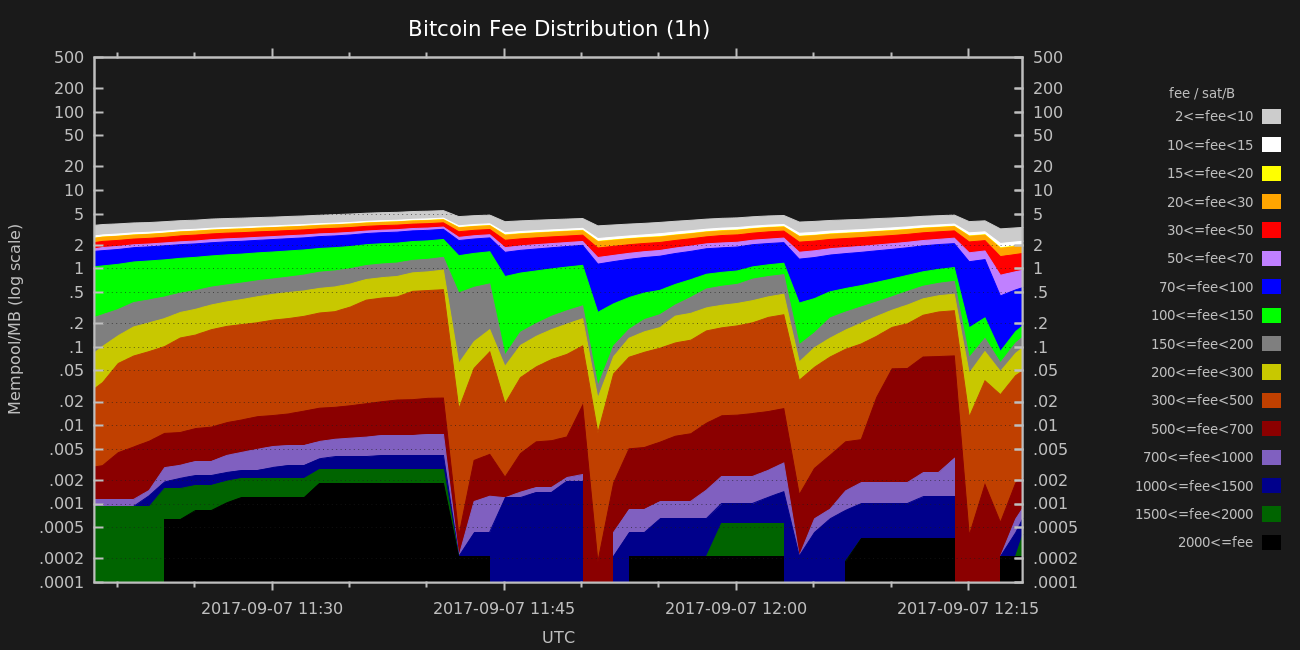 Bitcoin Fee Distribution (1h)
500
200
100
50
20
10
5
2
1
.5
.2
.1
.05
.02
.01
.005
.002
.001
.0005
.0002
.0001
Mempool/MB (log scale)
500
200
100
50
20
10
5
2
1
.5
.2
.1
.05
.02
.01
.005
.002
.001
.0005
.0002
.0001
2017-09-07 11:30
2017-09-07 11:45
2017-09-07 12:00
2017-09-07 12:15
UTC
fee / sat/B
2<=fee<10
10<=fee<15
15<=fee<20
20<=fee<30
30<=fee<50
50<=fee<70
70<=fee<100
100<=fee<150
150<=fee<200
200<=fee<300
300<=fee<500
500<=fee<700
700<=fee<1000
1000<=fee<1500
1500<=fee<2000
2000<=fee